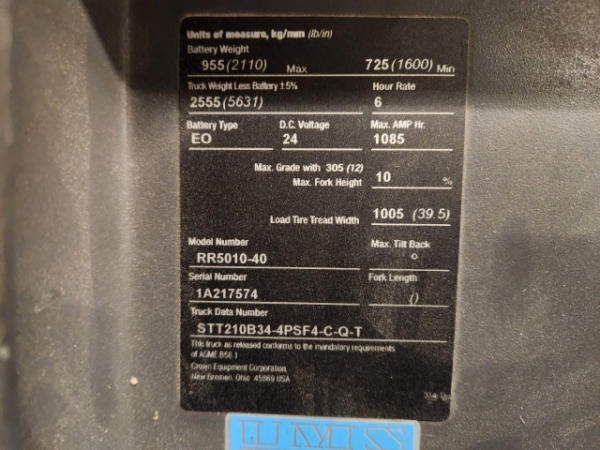 Units of measure, kg/mm (lb/in)
Battery Weight
955 (2110) Max 725 (1600) Min
Truck Weight Less Battery ±5% Hour Rate
2555 (5631) 6
Battery Type D.C. Voltage Max. AMP Hr.
EO 24 1085
Max. Grade with 305 (12)
Max. Fork Height 10 %
Load Tire Tread Width 1005 (39.5)
Model Number Max. Tilt Back
RR5010-40 °
Serial Number Fork Length
1A217574 ()
Truck Data Number
STT210B34-4PSF4-C-Q-T
This truck as released conforms to the mandatory requirements
of ASME B56.1
Crown Equipment Corporation
New Bremen, Ohio 45869 USA